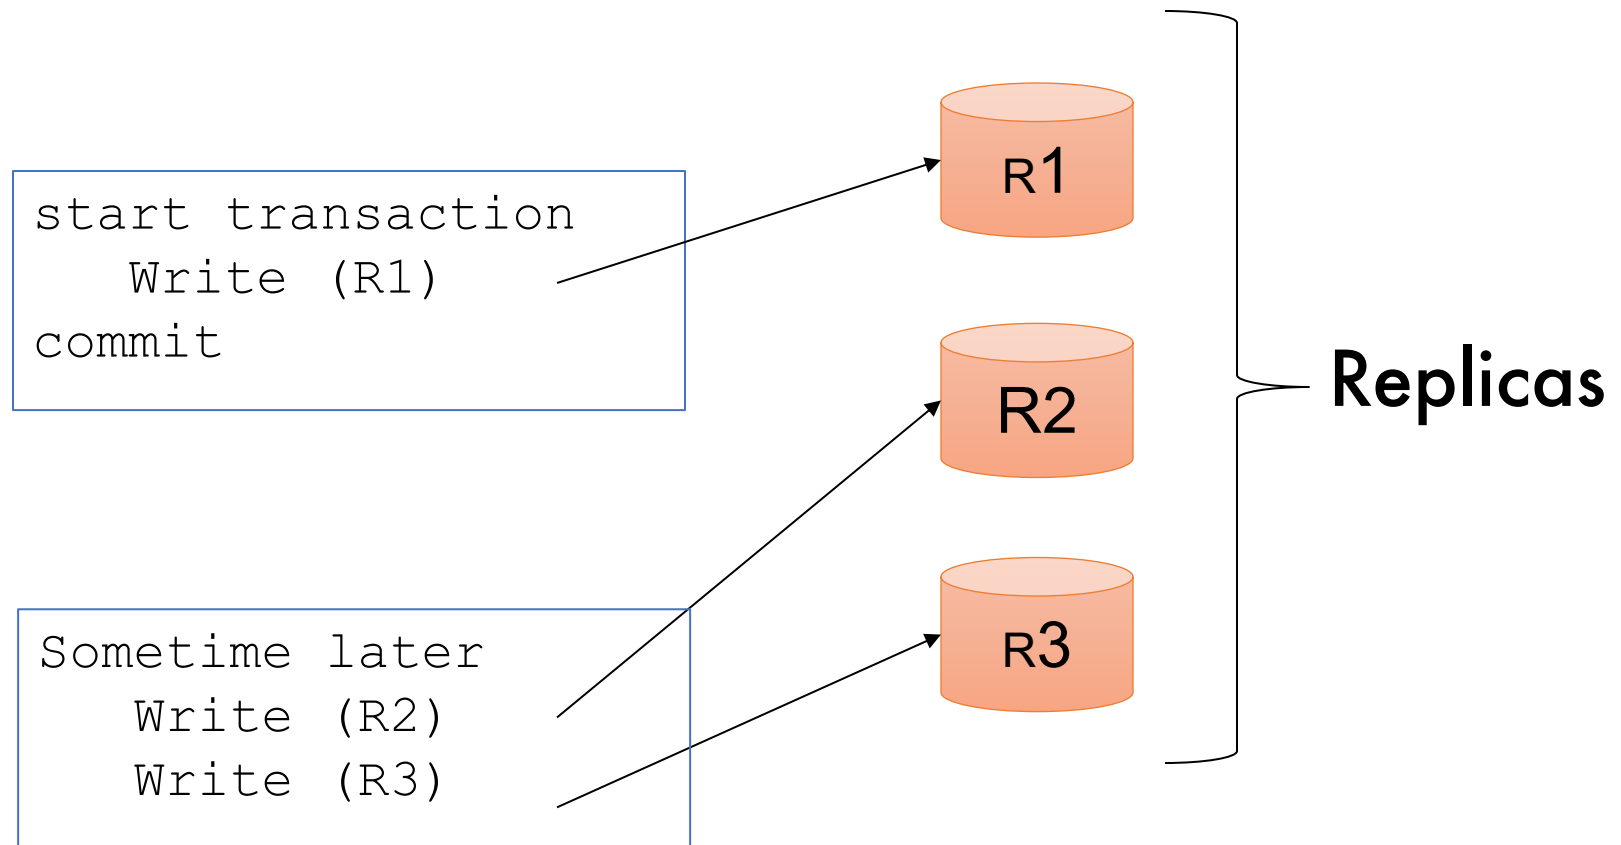 start transaction
Write (R1)
commit
Sometime later
Write (R2)
Write (R3)
R1
R2
R3
Replicas